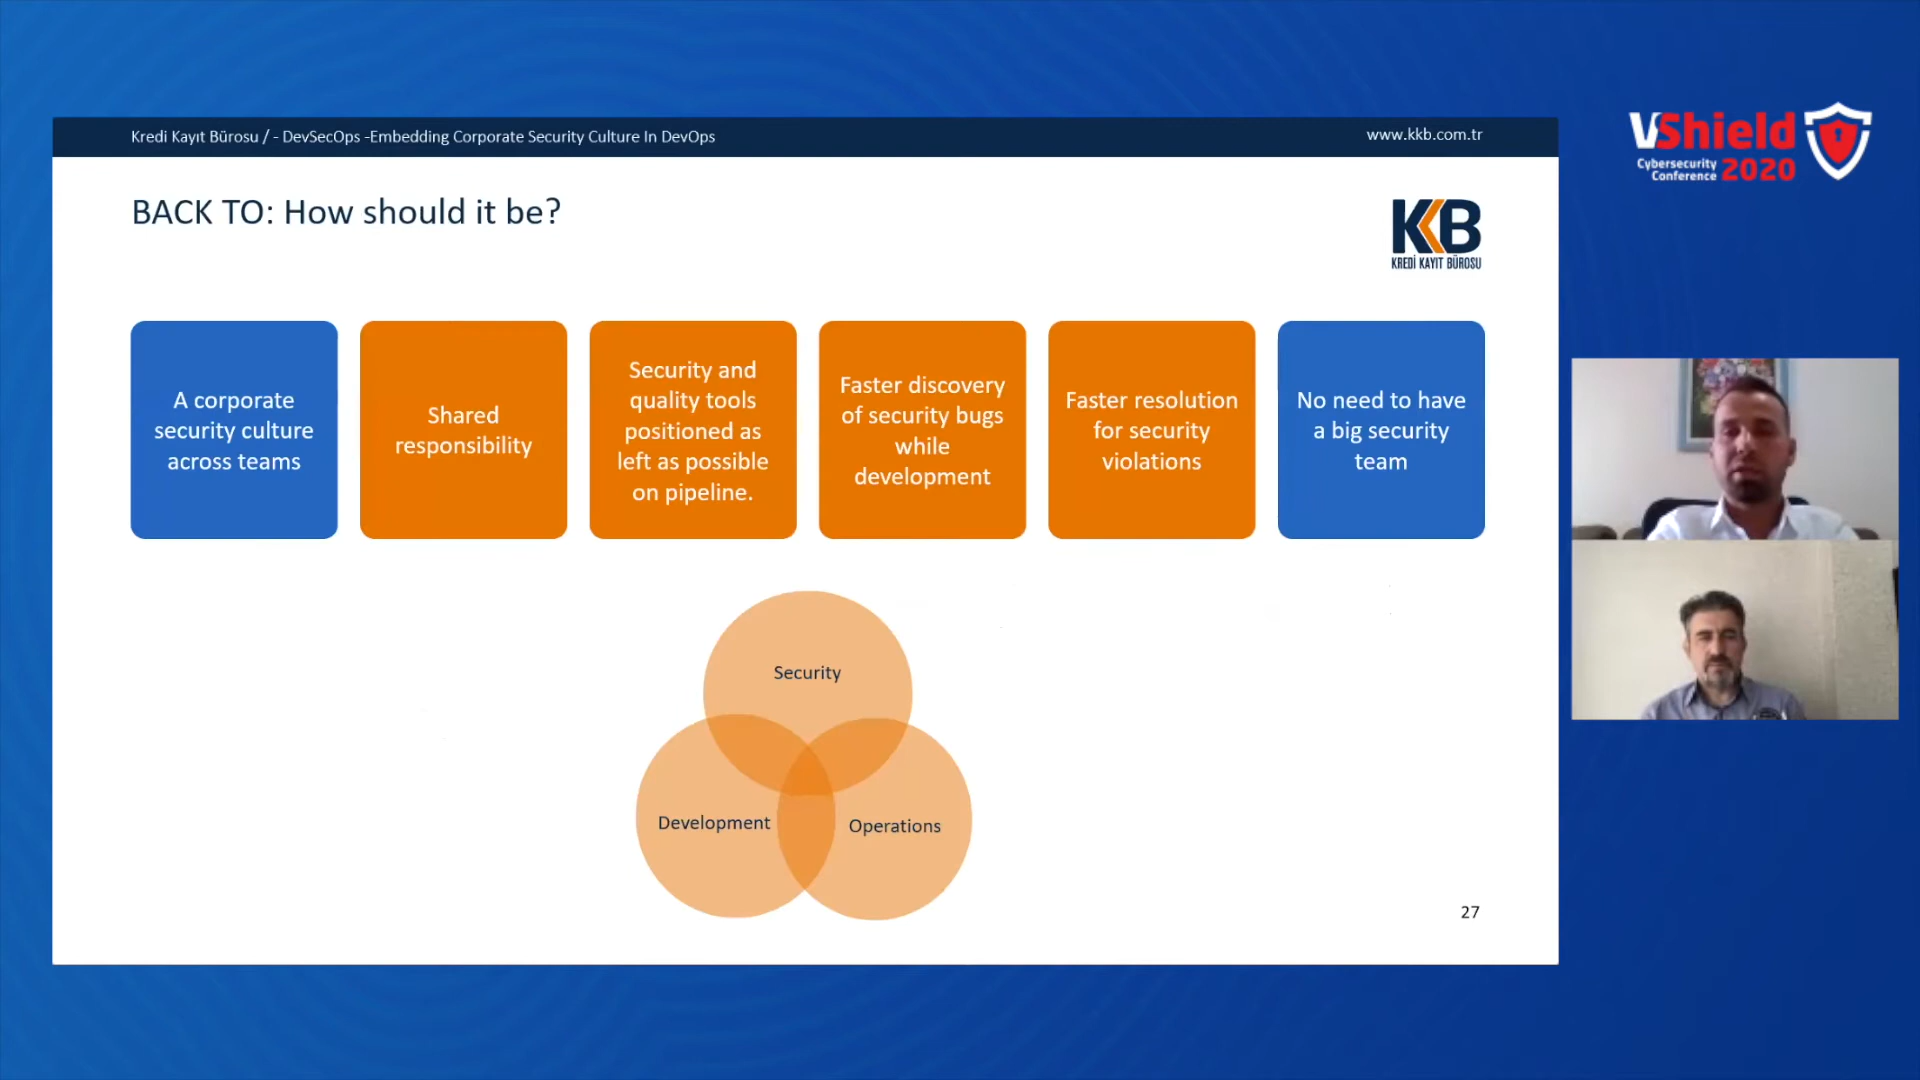 Kredi Kayıt Bürosu / - DevSecOps -Embedding Corporate Security Culture In DevOps
www.kkb.com.tr
VShield
Cybersecurity
Conference 2020
BACK TO: How should it be?
KKB
KREDİ KAYIT BÜROSU
A corporate
security culture
across teams
Shared
responsibility
Security and
quality tools
positioned as
left as possible
on pipeline.
Faster discovery
of security bugs
while
development
Faster resolution
for security
violations
No need to have
a big security
team
Security
Development
Operations
27